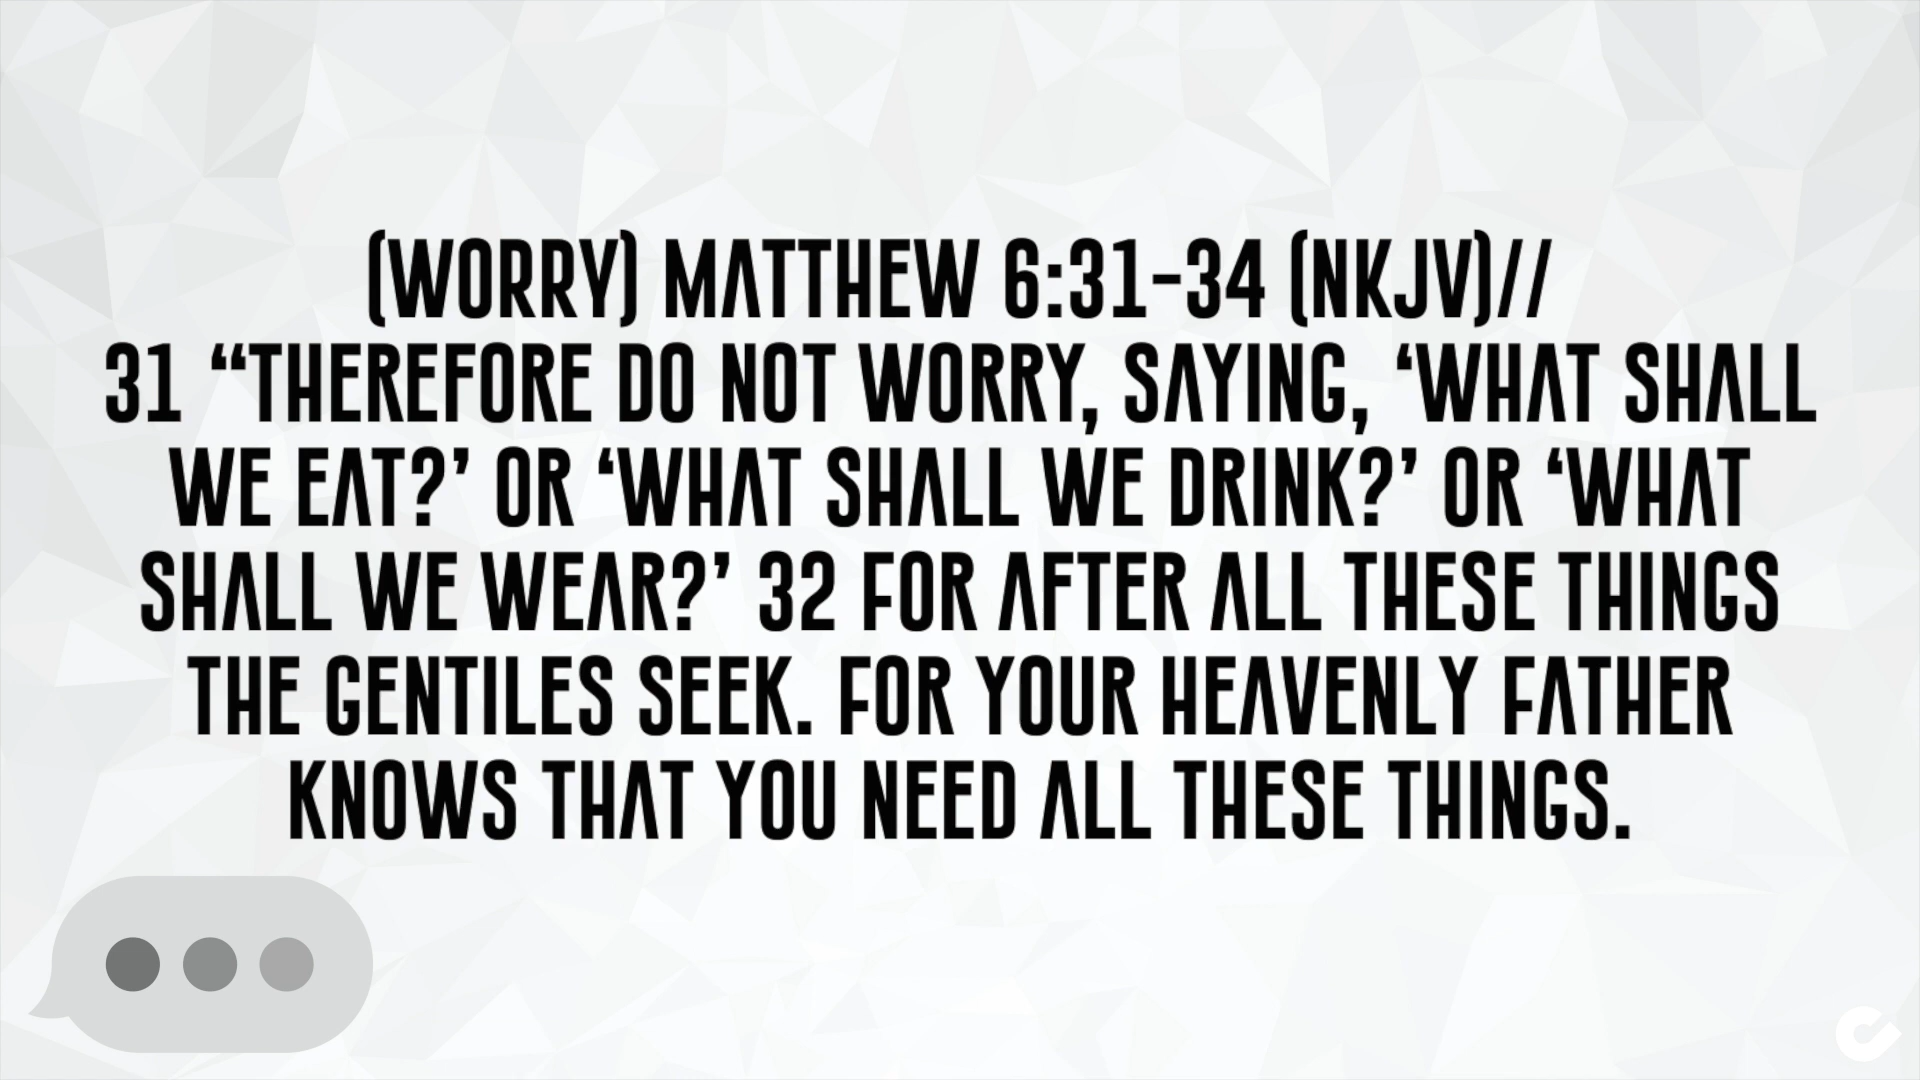 (WORRY) MATTHEW 6:31-34 (NKJV)//
31 “THEREFORE DO NOT WORRY, SAYING, ‘WHAT SHALL
WE EAT?’ OR ‘WHAT SHALL WE DRINK?’ OR ‘WHAT
SHALL WE WEAR?’ 32 FOR AFTER ALL THESE THINGS
THE GENTILES SEEK. FOR YOUR HEAVENLY FATHER
KNOWS THAT YOU NEED ALL THESE THINGS.